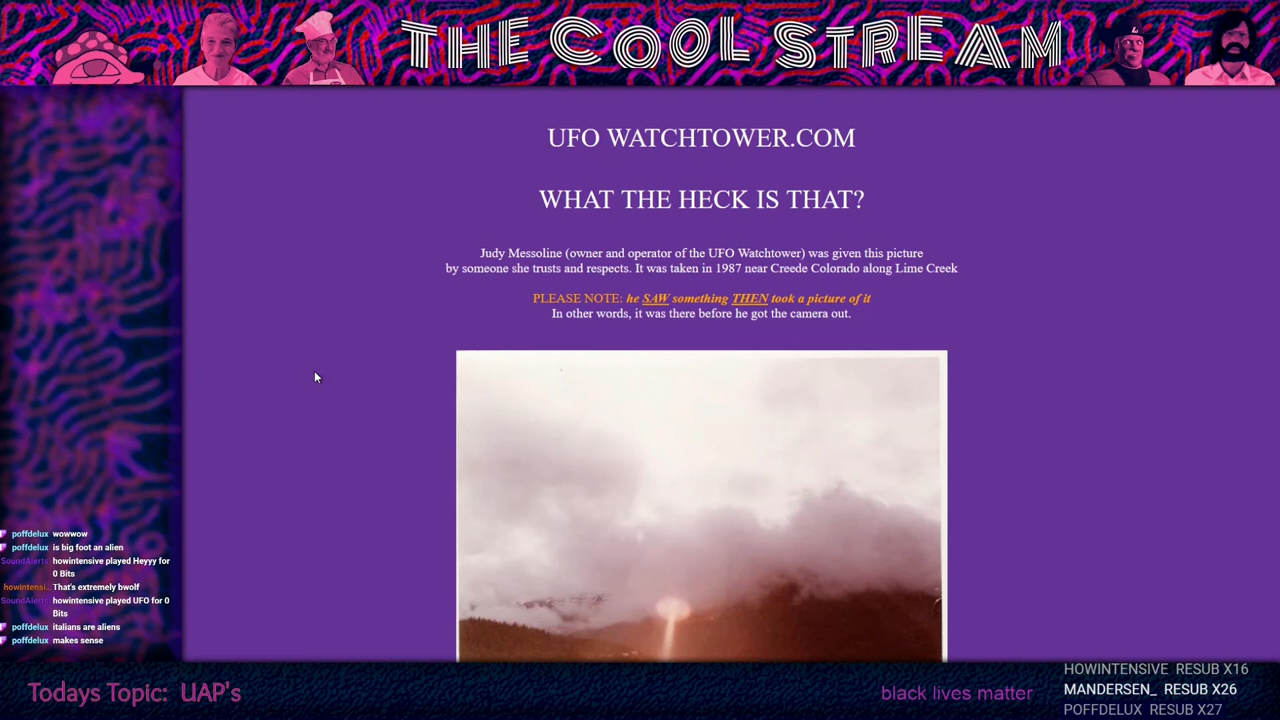 THE COOL STREAM
UFO WATCHTOWER.COM
WHAT THE HECK IS THAT?
Judy Messoline (owner and operator of the UFO Watchtower) was given this picture
by someone she trusts and respects. It was taken in 1987 near Creede Colorado along Lime Creek
PLEASE NOTE: he SAW something THEN took a picture of it
In other words, it was there before he got the camera out.
poffdelux wowwow
poffdelux is big foot an alien
SoundAlerts howintensive played Heyyy for
0 Bits
howintensi... That's extremely bwolf
SoundAlerts howintensive played UFO for 0
Bits
poffdelux italians are aliens
poffdelux makes sense
Todays Topic: UAP's
black lives matter
HOWINTENSIVE RESUB X16
MANDERSEN_ RESUB X26
POFFDELUX RESUB X27